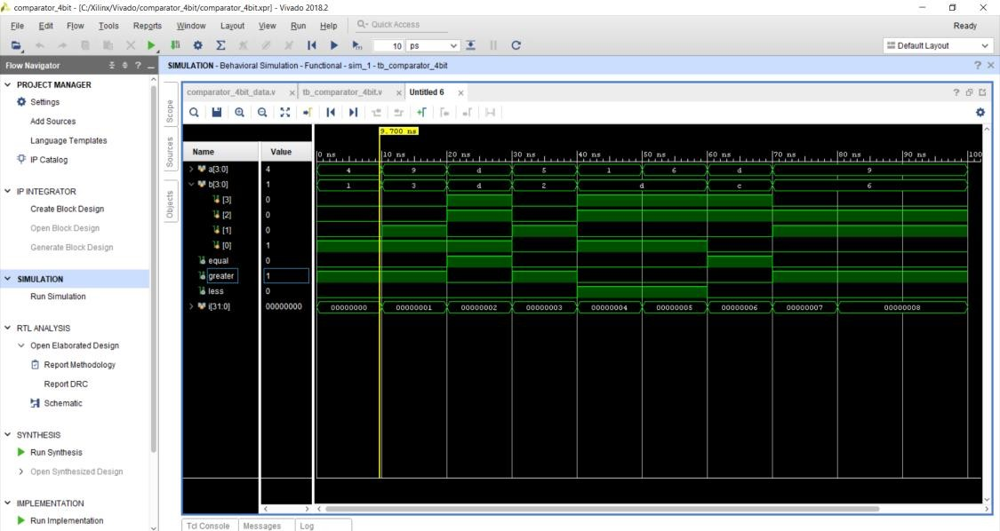 comparator_4bit - [C:/Xilinx/Vivado/comparator_4bit/comparator_4bit.xpr] - Vivado 2018.2
File Edit Flow Tools Reports Window Layout View Run Help Quick Access Ready
10 ps Default Layout
Flow Navigator
PROJECT MANAGER
Settings
Add Sources
Language Templates
IP Catalog
IP INTEGRATOR
Create Block Design
Open Block Design
Generate Block Design
SIMULATION
Run Simulation
RTL ANALYSIS
Open Elaborated Design
Report Methodology
Report DRC
Schematic
SYNTHESIS
Run Synthesis
Open Synthesized Design
IMPLEMENTATION
Run Implementation
SIMULATION - Behavioral Simulation - Functional - sim_1 - tb_comparator_4bit
Scope
Sources
Objects
comparator_4bit_data.v tb_comparator_4bit.v Untitled 6
9.700 ns
Name Value 0 ns 10 ns 20 ns 30 ns 40 ns 50 ns 60 ns 70 ns 80 ns 90 ns 100
a[3:0] 4 4 9 d 5 1 6 d 9
b[3:0] 1 1 3 d 2 d c 6
[3] 0
[2] 0
[1] 0
[0] 1
equal 0
greater 1
less 0
i[31:0] 00000000 00000000 00000001 00000002 00000003 00000004 00000005 00000006 00000007 00000008
Tcl Console Messages Log